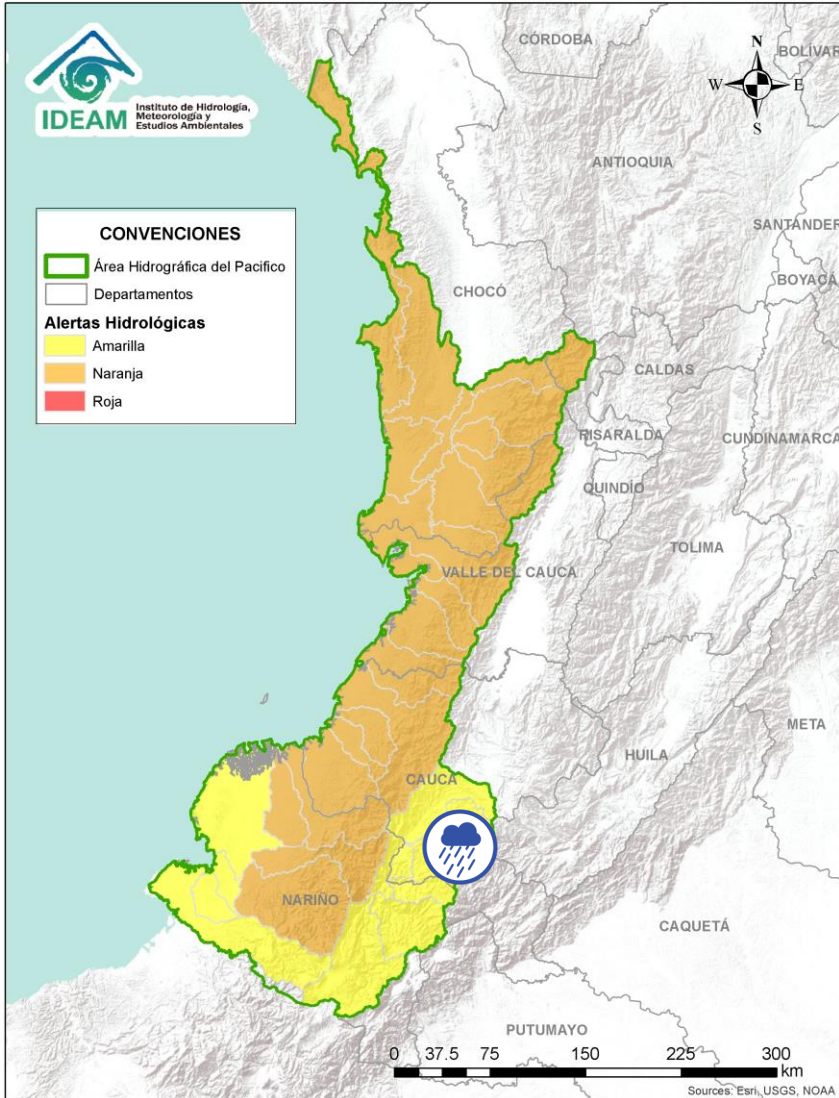 IDEAM
Instituto de Hidrología,
Meteorología y
Estudios Ambientales
CÓRDOBA
BOLÍVAR
N
W E
S
ANTIOQUIA
SANTANDER
BOYACÁ
CONVENCIONES
Área Hidrográfica del Pacifico
Departamentos
Alertas Hidrológicas
Amarilla
Naranja
Roja
CHOCÓ
CALDAS
RISARALDA
CUNDINAMARCA
QUINDÍO
TOLIMA
VALLE DEL CAUCA
META
HUILA
CAUCA
NARIÑO
CAQUETÁ
PUTUMAYO
0 37.5 75 150 225 300
km
Sources: Esri, USGS, NOAA